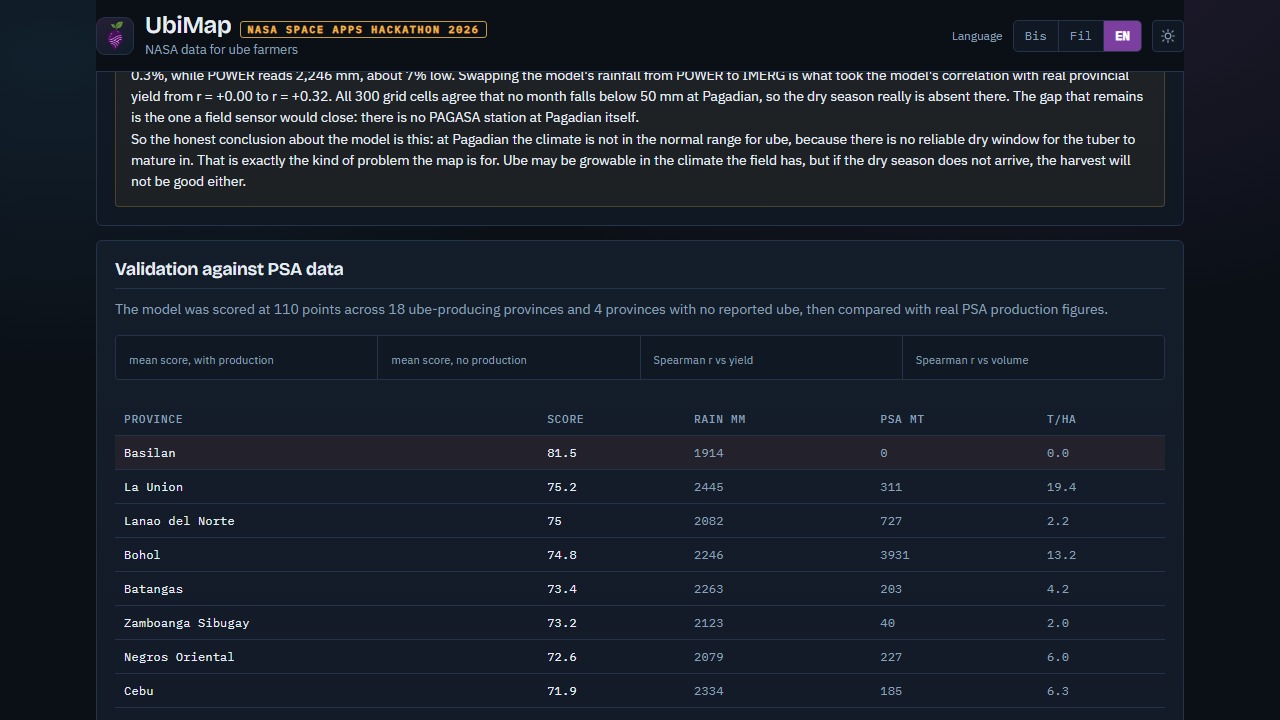 UbiMap NASA SPACE APPS HACKATHON 2026
NASA data for ube farmers
Language Bis Fil EN
0.3%, while POWER reads 2,246 mm, about 7% low. Swapping the model's rainfall from POWER to IMERG is what took the model's correlation with real provincial
yield from r = +0.00 to r = +0.32. All 300 grid cells agree that no month falls below 50 mm at Pagadian, so the dry season really is absent there. The gap that remains
is the one a field sensor would close: there is no PAGASA station at Pagadian itself.
So the honest conclusion about the model is this: at Pagadian the climate is not in the normal range for ube, because there is no reliable dry window for the tuber to
mature in. That is exactly the kind of problem the map is for. Ube may be growable in the climate the field has, but if the dry season does not arrive, the harvest will
not be good either.
Validation against PSA data
The model was scored at 110 points across 18 ube-producing provinces and 4 provinces with no reported ube, then compared with real PSA production figures.
mean score, with production mean score, no production Spearman r vs yield Spearman r vs volume
PROVINCE SCORE RAIN MM PSA MT T/HA
Basilan 81.5 1914 0 0.0
La Union 75.2 2445 311 19.4
Lanao del Norte 75 2082 727 2.2
Bohol 74.8 2246 3931 13.2
Batangas 73.4 2263 203 4.2
Zamboanga Sibugay 73.2 2123 40 2.0
Negros Oriental 72.6 2079 227 6.0
Cebu 71.9 2334 185 6.3